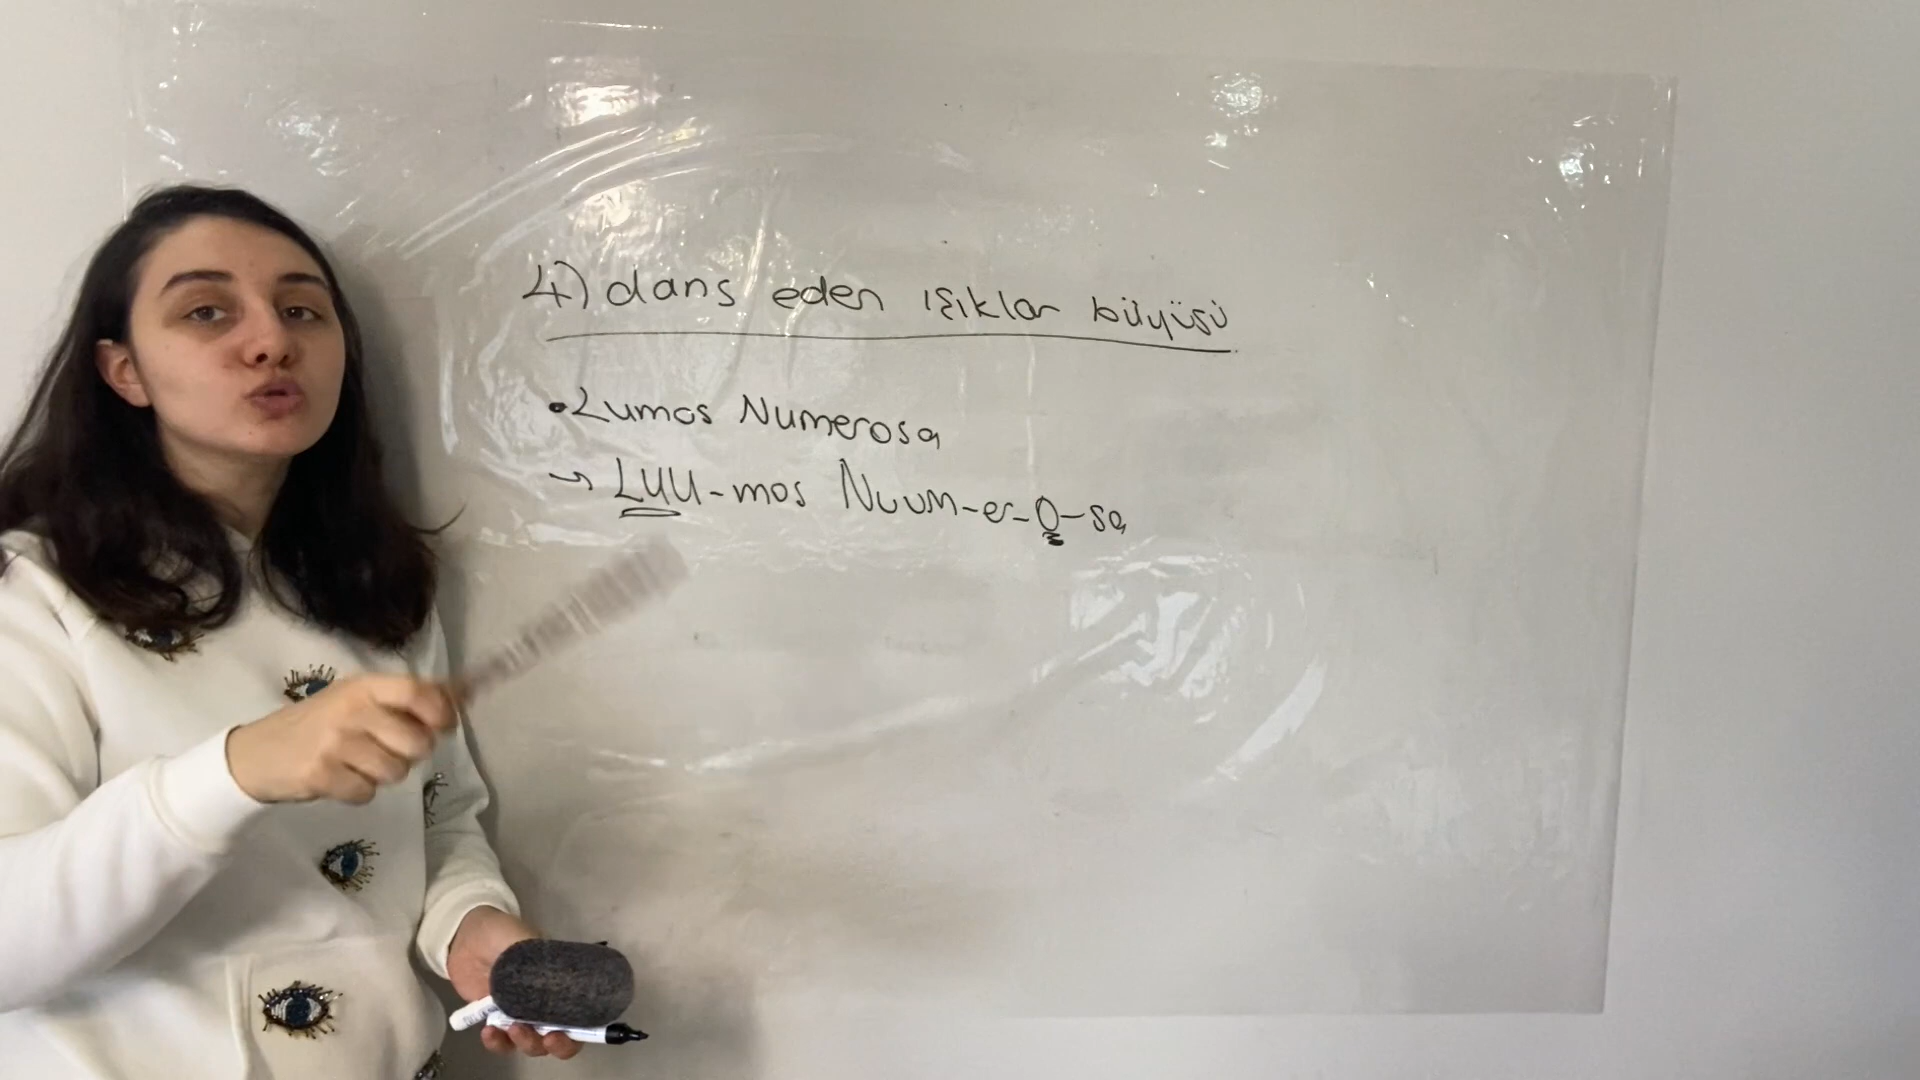 4) dans eden ışıklar büyüsü
• Lumos Numerosa
→ LUU-mos Nuum-er-O-sa